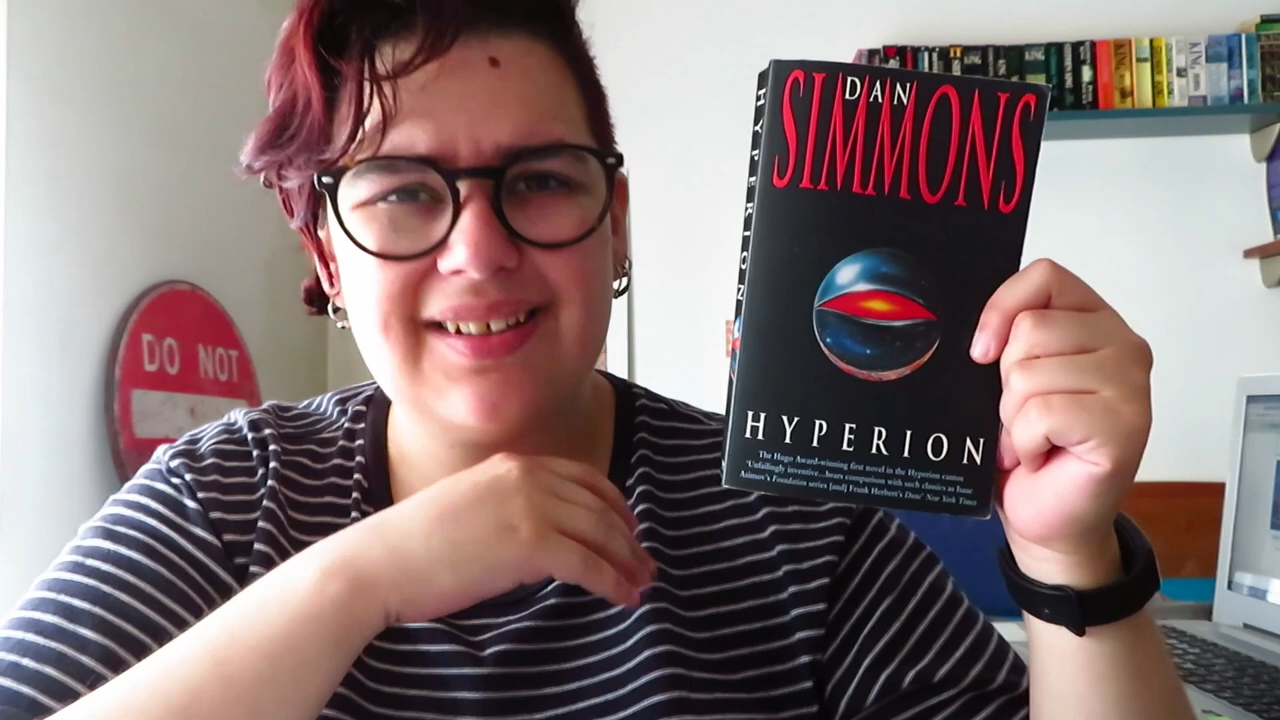 DAN
SIMMONS
HYPERION
HYPERION
The Hugo Award-winning first novel in the Hyperion cantos
'Unfailingly inventive...bears comparison with such classics as Isaac
Asimov's Foundation series [and] Frank Herbert's Dune' New York Times
DO NOT
KING
KING